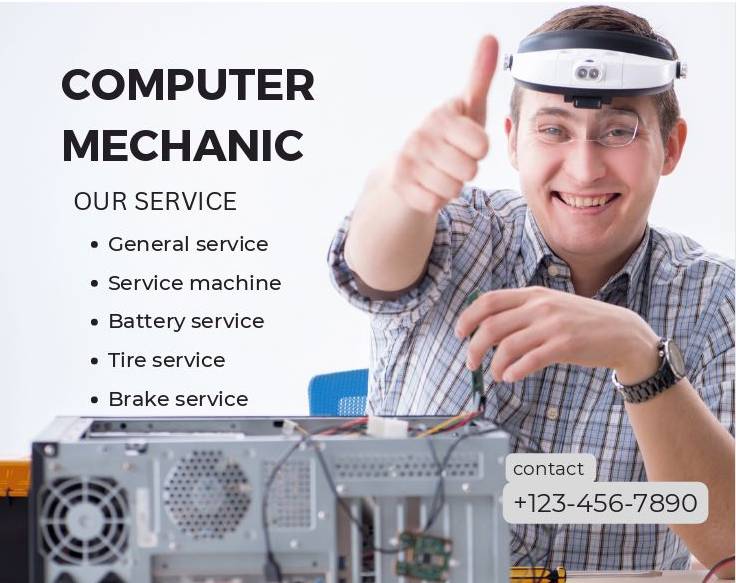 COMPUTER
MECHANIC
OUR SERVICE
• General service
• Service machine
• Battery service
• Tire service
• Brake service
contact
+123-456-7890